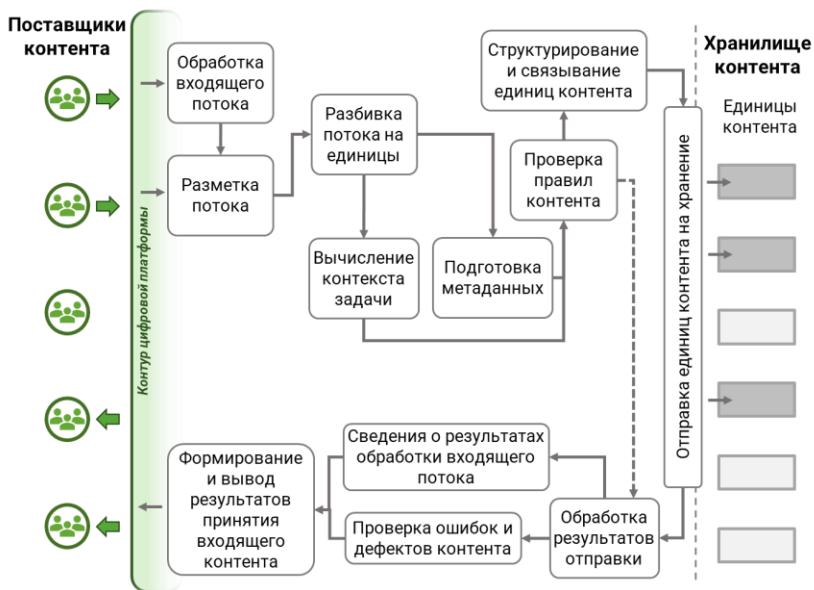 Поставщики
контента
Контур цифровой платформы
Обработка
входящего
потока
Разметка
потока
Разбивка
потока на
единицы
Вычисление
контекста
задачи
Подготовка
метаданных
Проверка
правил
контента
Структурирование
и связывание
единиц контента
Отправка единиц контента на хранение
Хранилище
контента
Единицы
контента
Обработка
результатов
отправки
Сведения о результатах
обработки входящего
потока
Проверка ошибок и
дефектов контента
Формирование
и вывод
результатов
принятия
входящего
контента